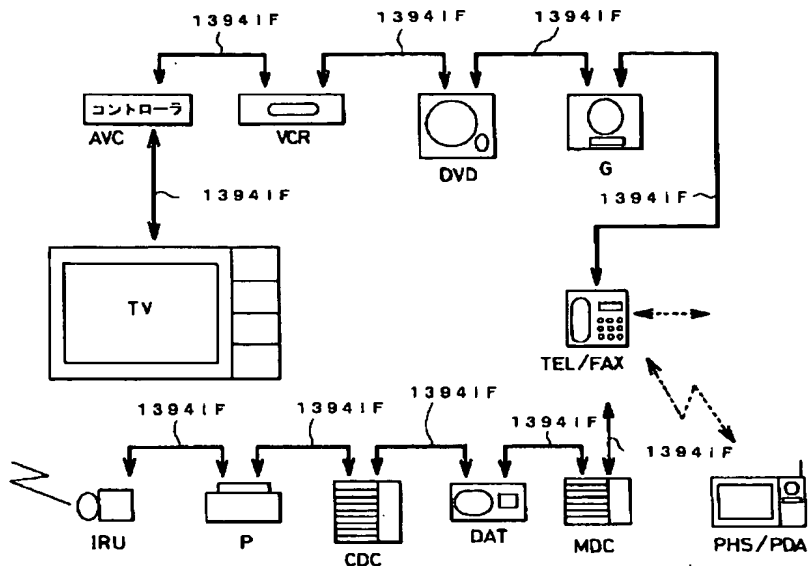 1394IF 1394IF 1394IF
コントローラ
AVC VCR DVD G
1394IF 1394IF
TV
TEL/FAX
1394IF 1394IF 1394IF 1394IF 1394IF
IRU P CDC DAT MDC PHS/PDA